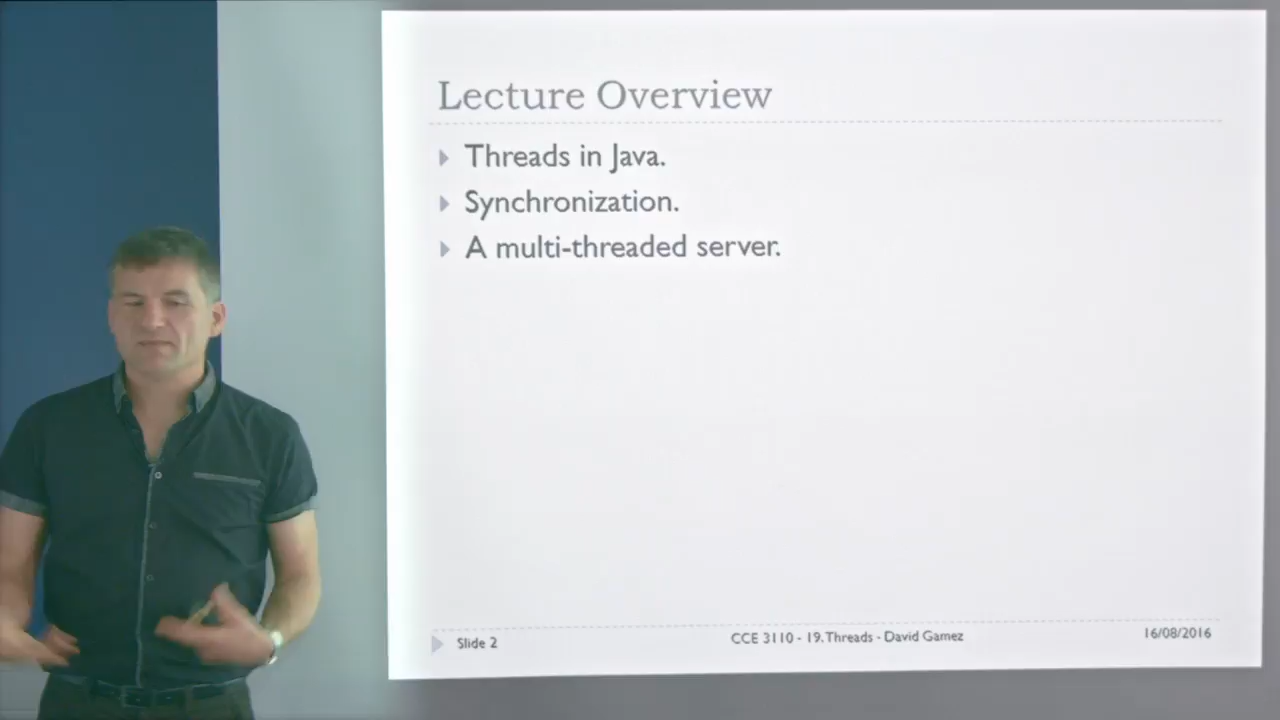 Lecture Overview
Threads in Java.
Synchronization.
A multi-threaded server.
Slide 2
CCE 3110 - 19.Threads - David Gamez
16/08/2016